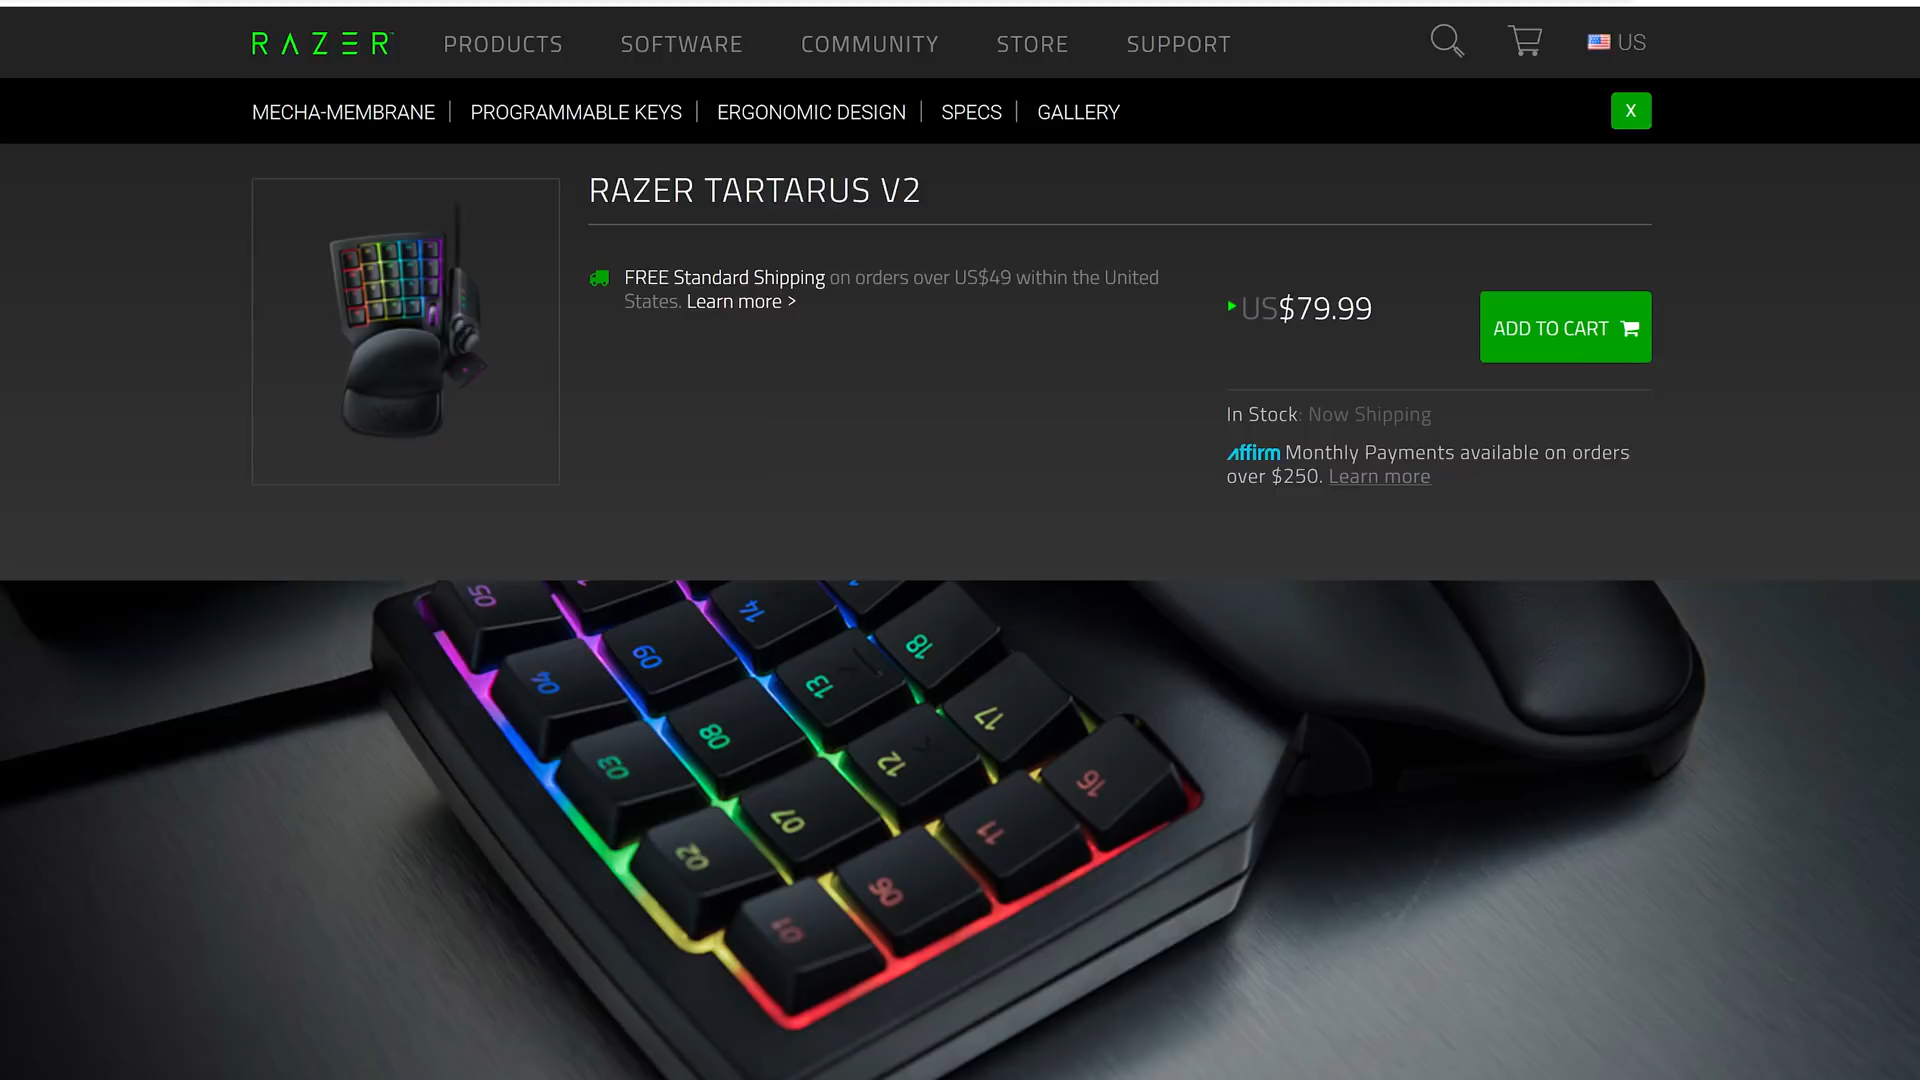 RAZER PRODUCTS SOFTWARE COMMUNITY STORE SUPPORT US
MECHA-MEMBRANE | PROGRAMMABLE KEYS | ERGONOMIC DESIGN | SPECS | GALLERY X
RAZER TARTARUS V2
FREE Standard Shipping on orders over US$49 within the United
States. Learn more >
US$79.99
ADD TO CART
In Stock: Now Shipping
affirm Monthly Payments available on orders
over $250. Learn more
05 14 18
04 09 13 17
03 08 12 16
02 07 11
01 06